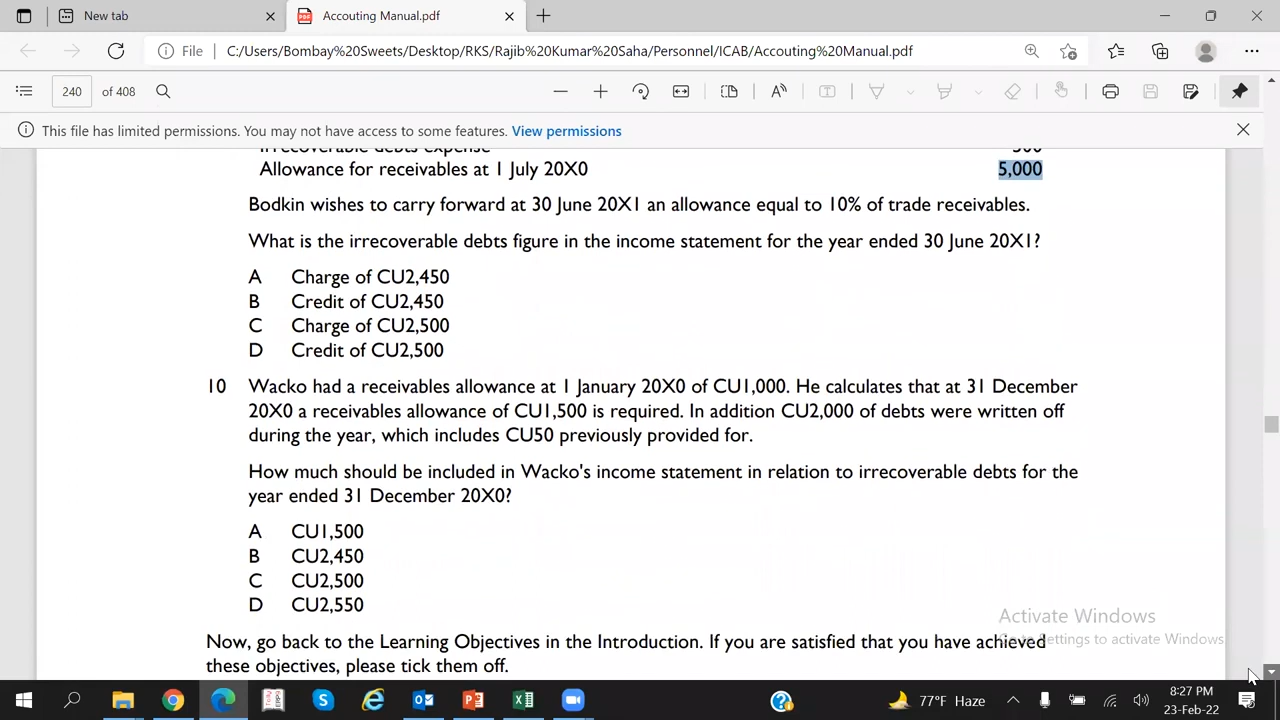 New tab
Accouting Manual.pdf
File
C:/Users/Bombay%20Sweets/Desktop/RKS/Rajib%20Kumar%20Saha/Personnel/ICAB/Accouting%20Manual.pdf
240 of 408
This file has limited permissions. You may not have access to some features. View permissions
Irrecoverable debts expense 500
Allowance for receivables at 1 July 20X0 5,000
Bodkin wishes to carry forward at 30 June 20X1 an allowance equal to 10% of trade receivables.
What is the irrecoverable debts figure in the income statement for the year ended 30 June 20X1?
A Charge of CU2,450
B Credit of CU2,450
C Charge of CU2,500
D Credit of CU2,500
10 Wacko had a receivables allowance at 1 January 20X0 of CU1,000. He calculates that at 31 December
20X0 a receivables allowance of CU1,500 is required. In addition CU2,000 of debts were written off
during the year, which includes CU50 previously provided for.
How much should be included in Wacko's income statement in relation to irrecoverable debts for the
year ended 31 December 20X0?
A CU1,500
B CU2,450
C CU2,500
D CU2,550
Activate Windows
Go to Settings to activate Windows
Now, go back to the Learning Objectives in the Introduction. If you are satisfied that you have achieved
these objectives, please tick them off.
77°F Haze
8:27 PM
23-Feb-22